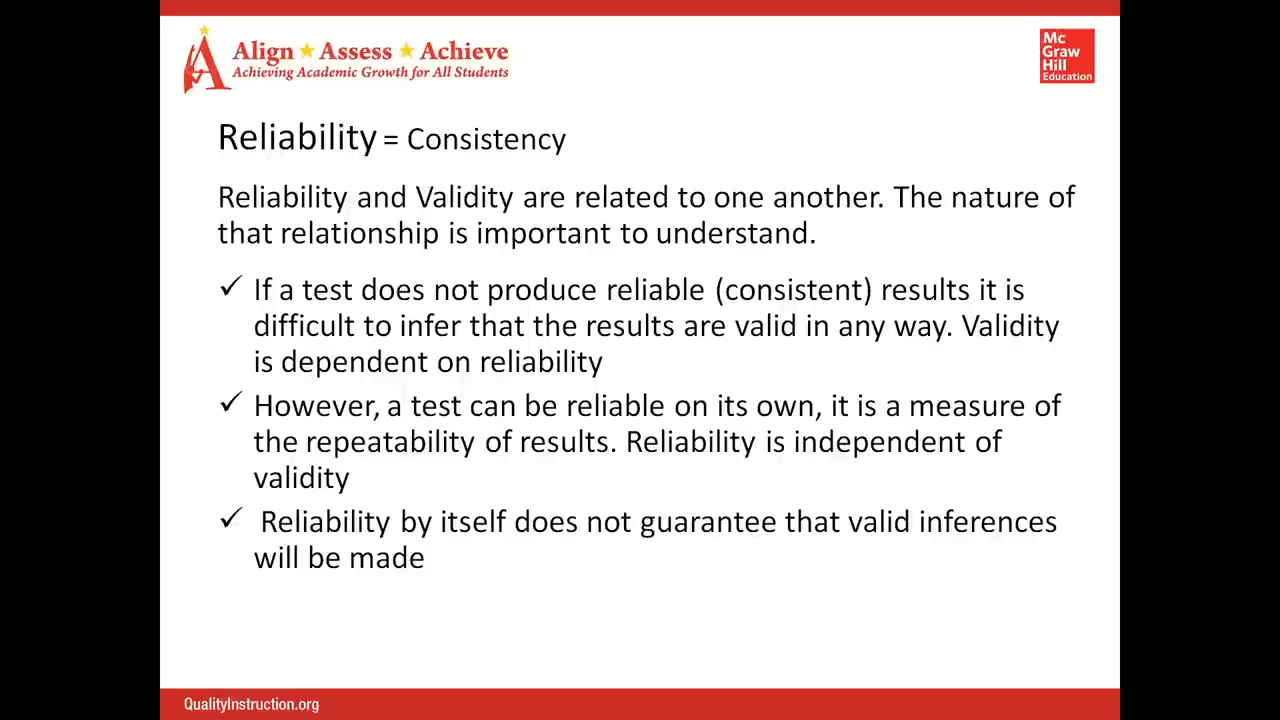 Align ★ Assess ★ Achieve
Achieving Academic Growth for All Students
Mc
Graw
Hill
Education
Reliability = Consistency
Reliability and Validity are related to one another. The nature of
that relationship is important to understand.
✓ If a test does not produce reliable (consistent) results it is
difficult to infer that the results are valid in any way. Validity
is dependent on reliability
✓ However, a test can be reliable on its own, it is a measure of
the repeatability of results. Reliability is independent of
validity
✓ Reliability by itself does not guarantee that valid inferences
will be made
QualityInstruction.org